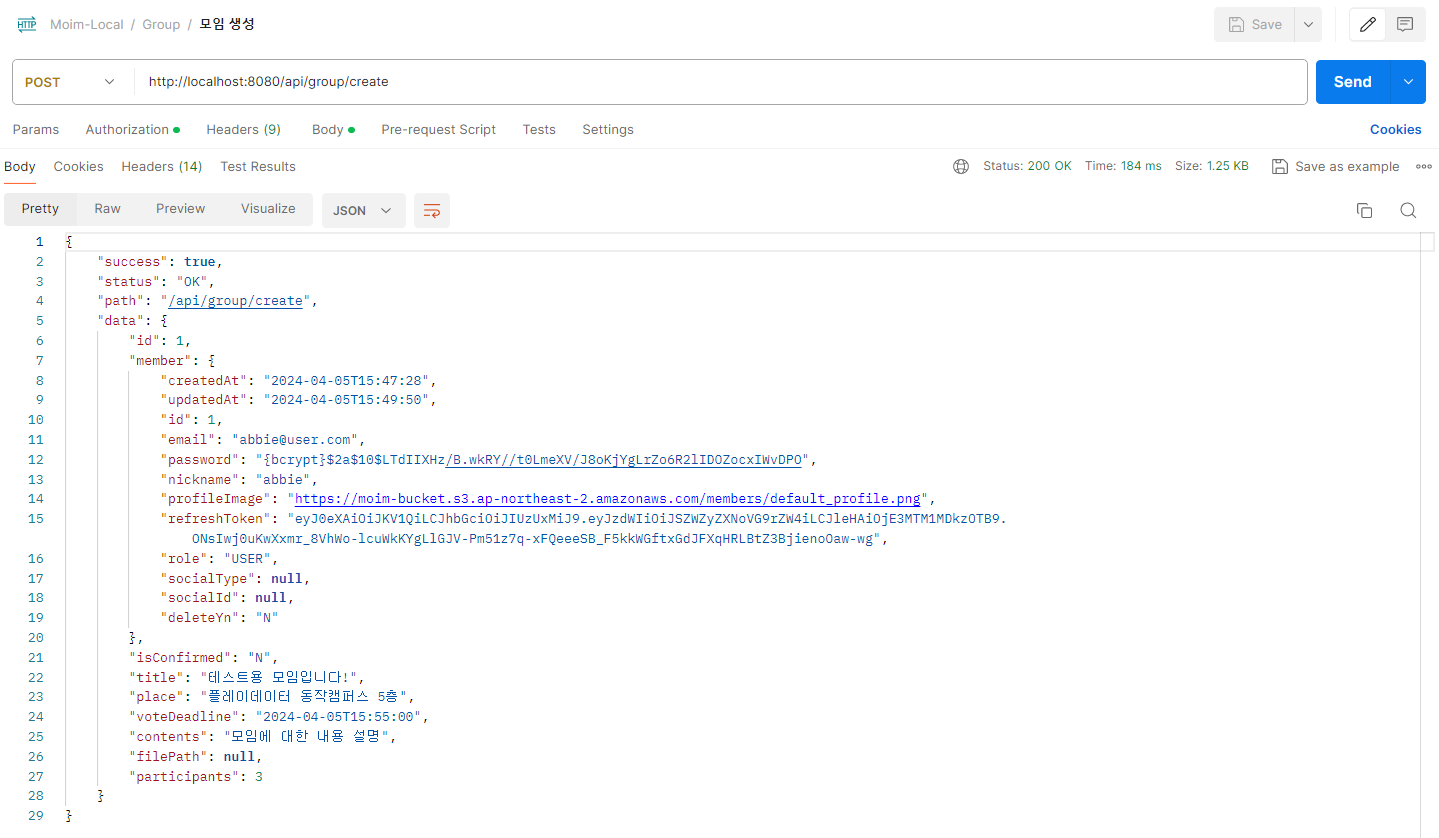 HTTP Moim-Local / Group / 모임 생성 Save
POST http://localhost:8080/api/group/create Send
Params Authorization Headers (9) Body Pre-request Script Tests Settings Cookies
Body Cookies Headers (14) Test Results Status: 200 OK Time: 184 ms Size: 1.25 KB Save as example
Pretty Raw Preview Visualize JSON
1 {
2 "success": true,
3 "status": "OK",
4 "path": "/api/group/create",
5 "data": {
6 "id": 1,
7 "member": {
8 "createdAt": "2024-04-05T15:47:28",
9 "updatedAt": "2024-04-05T15:49:50",
10 "id": 1,
11 "email": "abbie@user.com",
12 "password": "{bcrypt}$2a$10$LTdIIXHz/B.wkRY//t0LmeXV/J8oKjYgLrZo6R2lIDOZocxIWvDPO",
13 "nickname": "abbie",
14 "profileImage": "https://moim-bucket.s3.ap-northeast-2.amazonaws.com/members/default_profile.png",
15 "refreshToken": "eyJ0eXAiOiJKV1QiLCJhbGciOiJIUzUxMiJ9.eyJzdWIiOiJSZWZyZXNoVG9rZW4iLCJleHAiOjE3MTM1MDkzOTB9.
ONsIwj0uKwXxmr_8VhWo-lcuWkKYgLlGJV-Pm51z7q-xFQeeeSB_F5kkWGftxGdJFXqHRLBtZ3BjienoOaw-wg",
16 "role": "USER",
17 "socialType": null,
18 "socialId": null,
19 "deleteYn": "N"
20 },
21 "isConfirmed": "N",
22 "title": "테스트용 모임입니다!",
23 "place": "플레이데이터 동작캠퍼스 5층",
24 "voteDeadline": "2024-04-05T15:55:00",
25 "contents": "모임에 대한 내용 설명",
26 "filePath": null,
27 "participants": 3
28 }
29 }